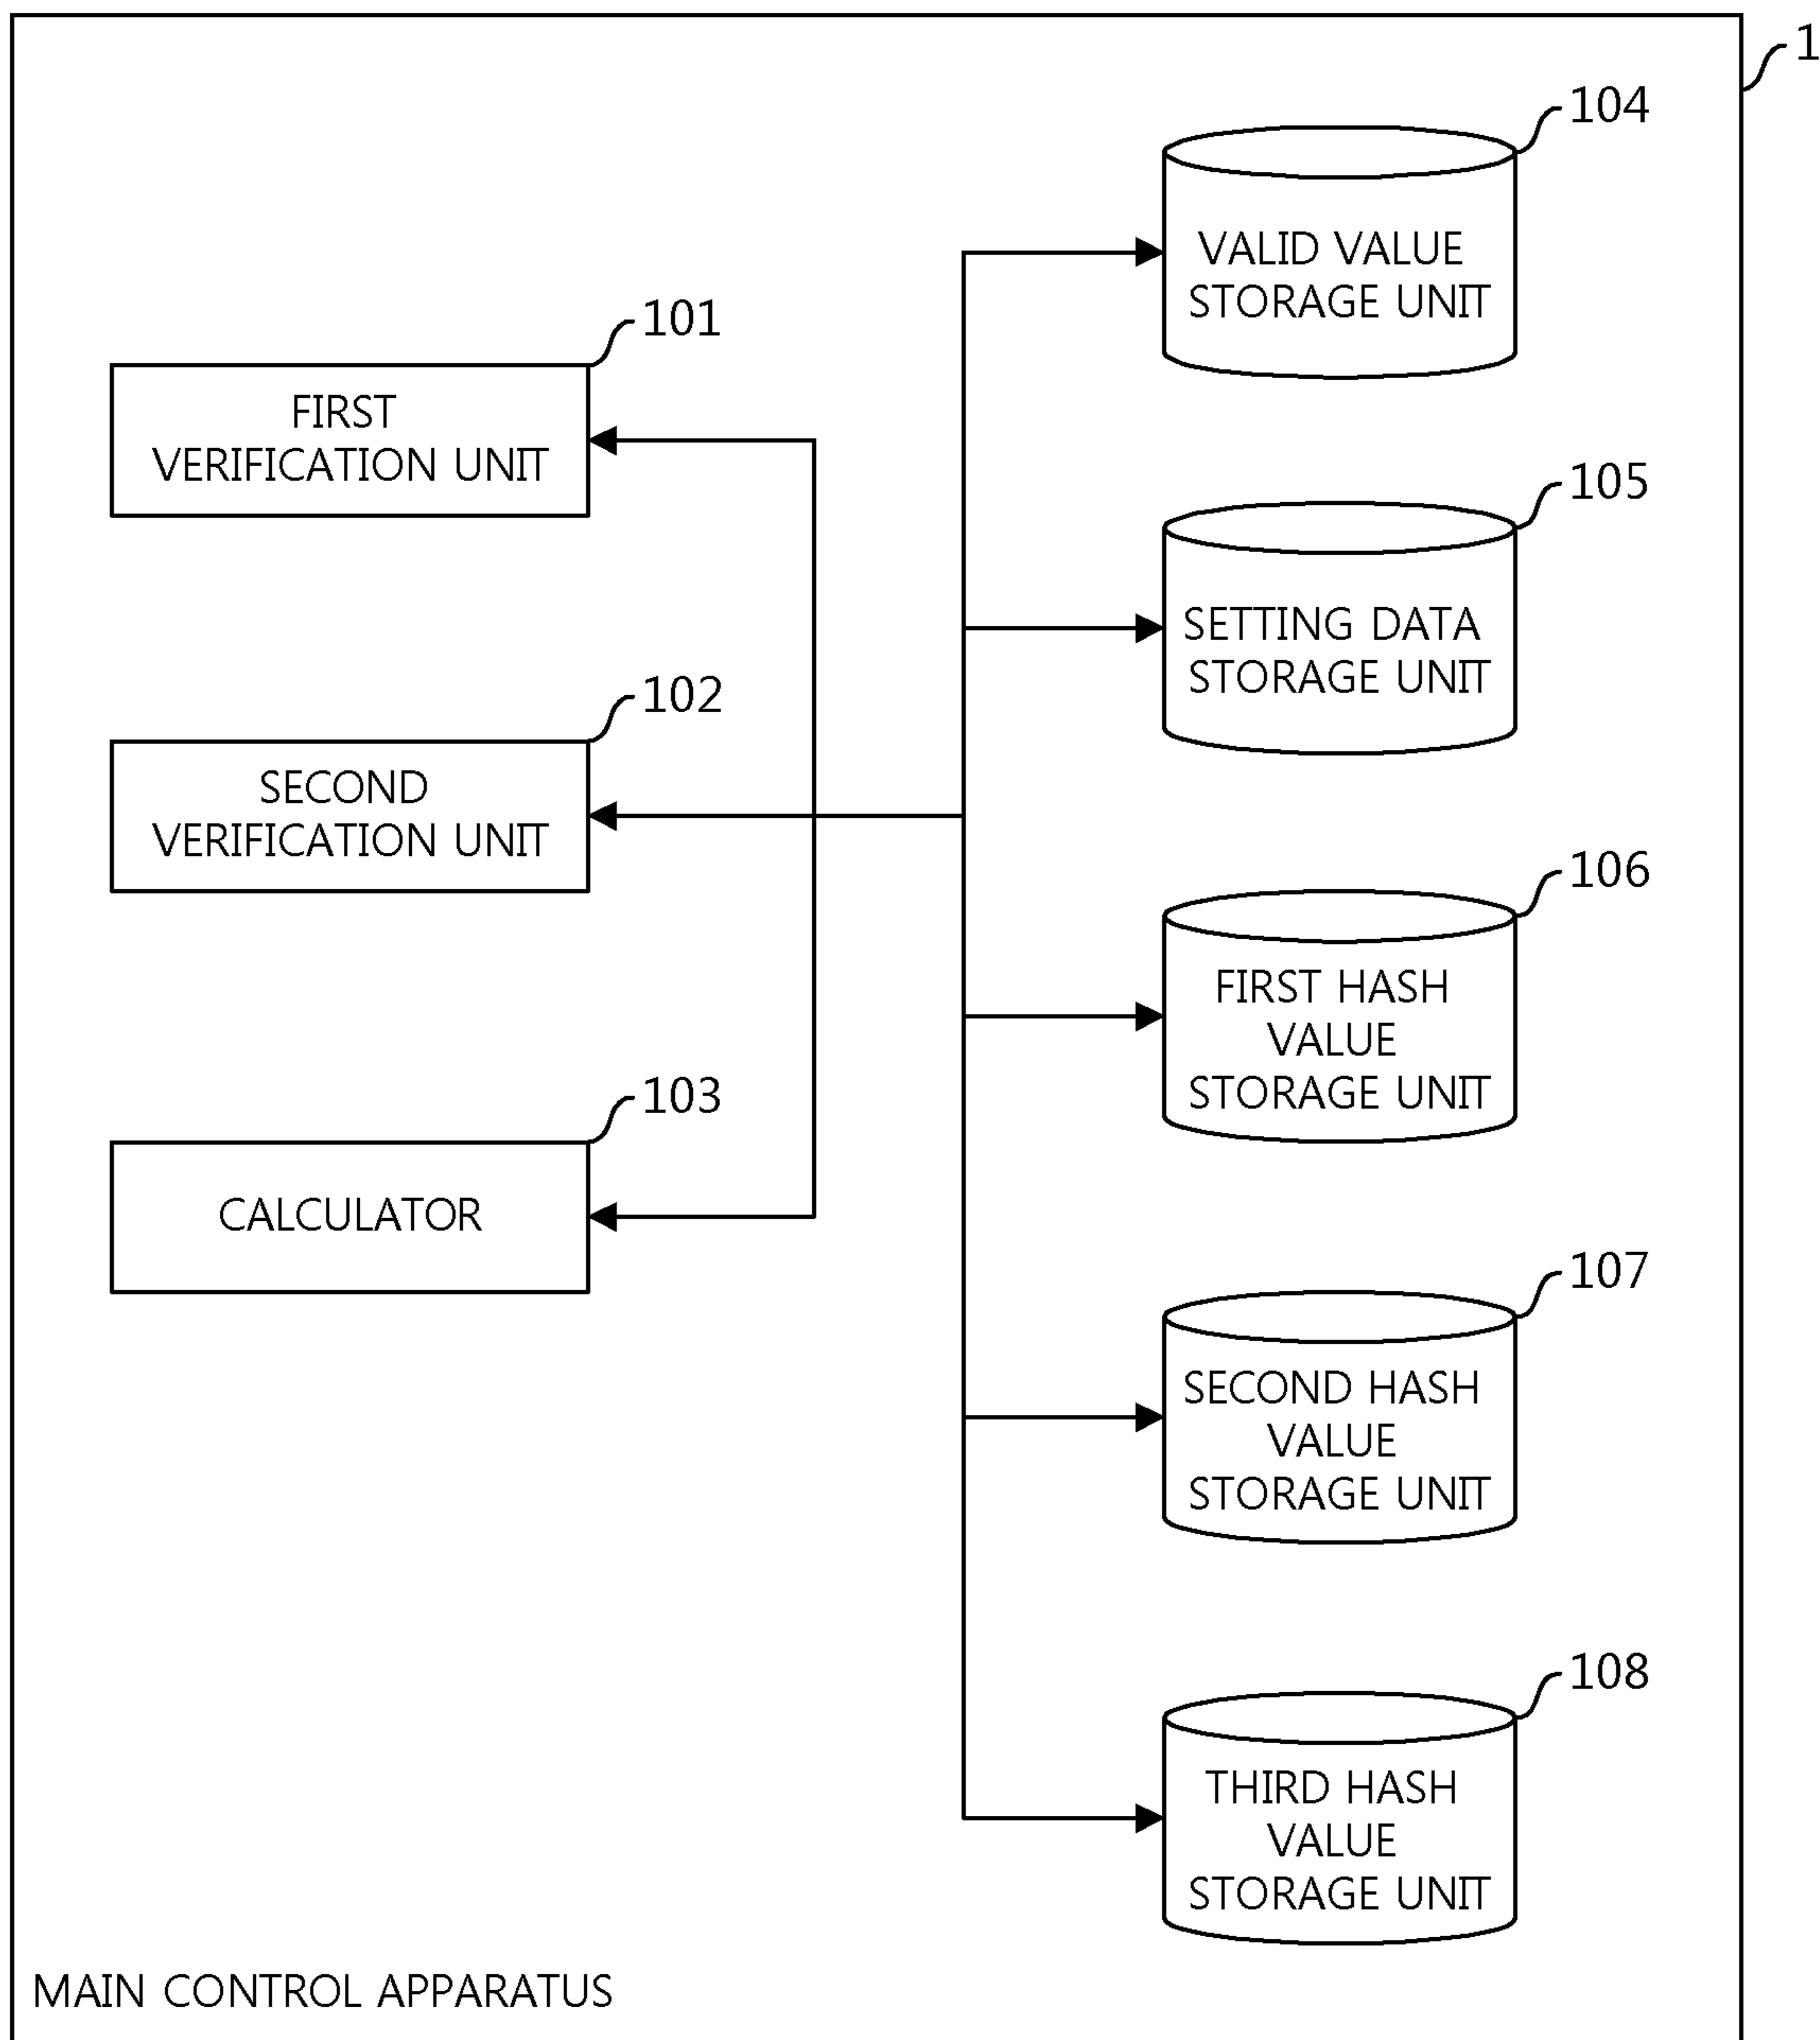 1
104
VALID VALUE
STORAGE UNIT
101
FIRST
VERIFICATION UNIT
105
SETTING DATA
STORAGE UNIT
102
SECOND
VERIFICATION UNIT
106
FIRST HASH
VALUE
STORAGE UNIT
103
CALCULATOR
107
SECOND HASH
VALUE
STORAGE UNIT
108
THIRD HASH
VALUE
STORAGE UNIT
MAIN CONTROL APPARATUS